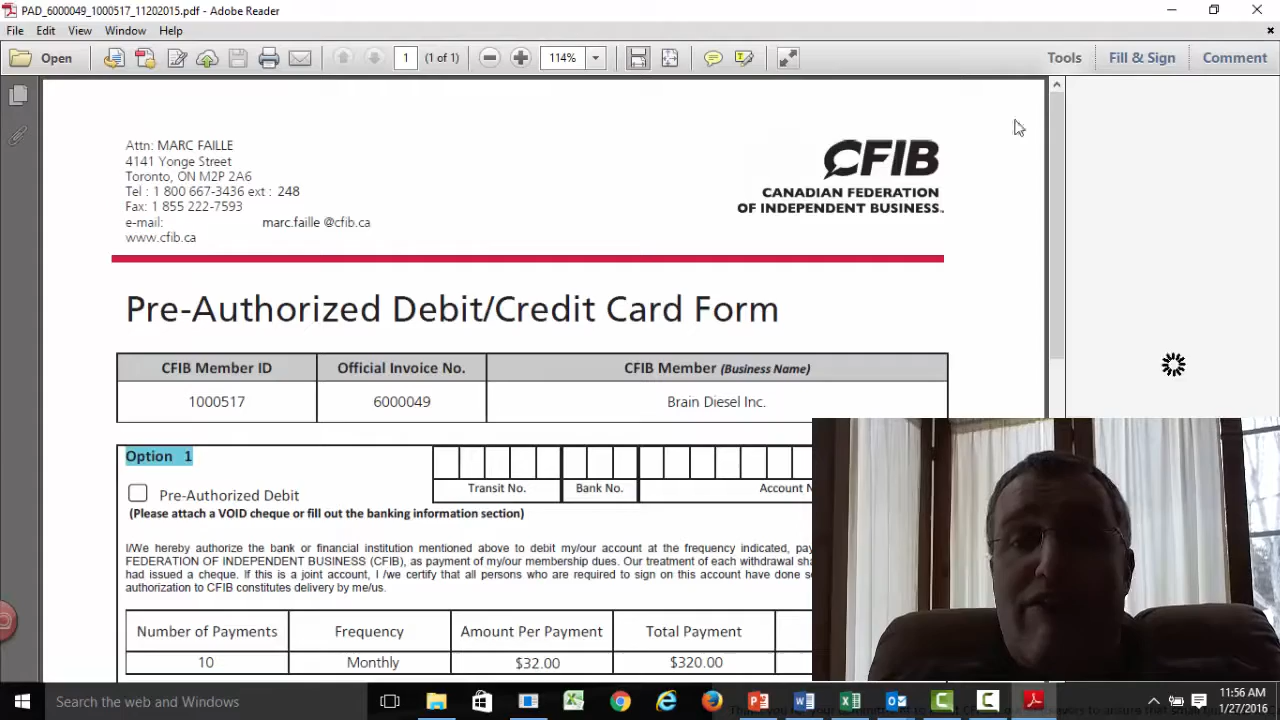 PAD_6000049_1000517_11202015.pdf - Adobe Reader
File Edit View Window Help
Open 1 (1 of 1) 114% Tools Fill & Sign Comment
Attn: MARC FAILLE
4141 Yonge Street
Toronto, ON M2P 2A6
Tel : 1 800 667-3436 ext : 248
Fax: 1 855 222-7593
e-mail: marc.faille @cfib.ca
www.cfib.ca
CFIB
CANADIAN FEDERATION
OF INDEPENDENT BUSINESS™
Pre-Authorized Debit/Credit Card Form
CFIB Member ID Official Invoice No. CFIB Member (Business Name)
1000517 6000049 Brain Diesel Inc.
Option 1
Transit No. Bank No. Account
Pre-Authorized Debit
(Please attach a VOID cheque or fill out the banking information section)
I/We hereby authorize the bank or financial institution mentioned above to debit my/our account at the frequency indicated,
FEDERATION OF INDEPENDENT BUSINESS (CFIB), as payment of my/our membership dues. Our treatment of each withdrawal
had issued a cheque. If this is a joint account, I /we certify that all persons who are required to sign on this account have done
authorization to CFIB constitutes delivery by me/us.
Number of Payments Frequency Amount Per Payment Total Payment
10 Monthly $32.00 $320.00
Search the web and Windows
11:56 AM
1/27/2016